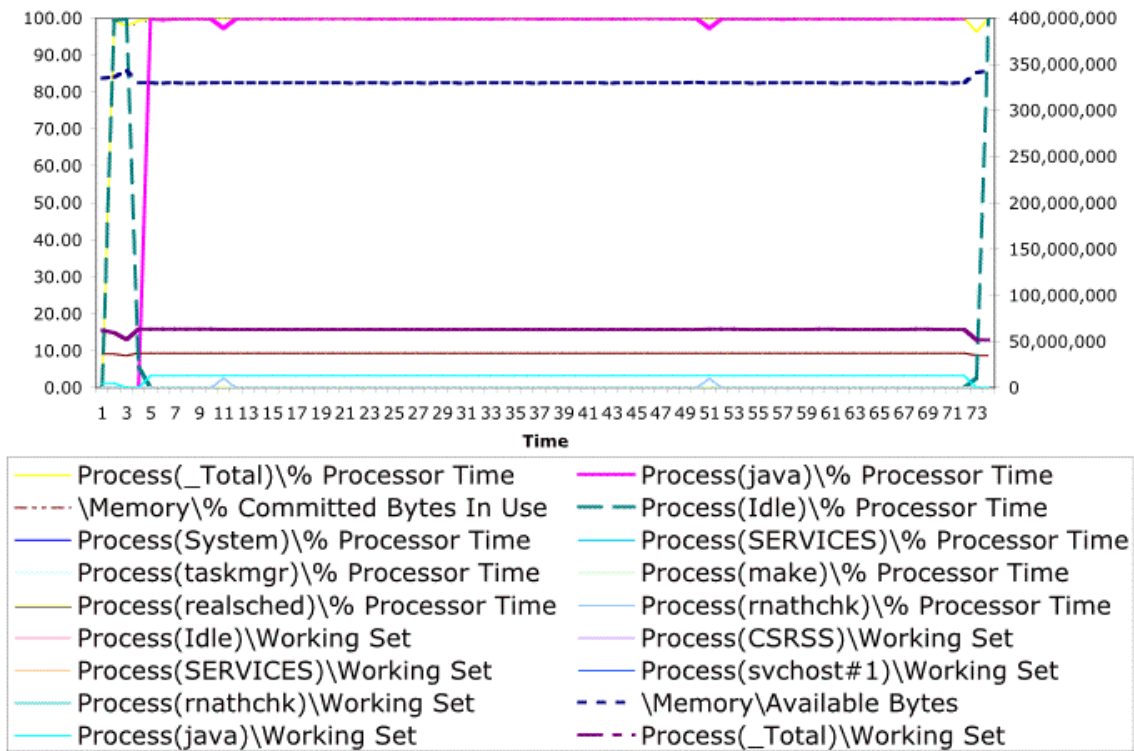 100.00 400,000,000
90.00 350,000,000
80.00 300,000,000
70.00 250,000,000
60.00
50.00 200,000,000
40.00 150,000,000
30.00 100,000,000
20.00
10.00 50,000,000
0.00 0
1 3 5 7 9 11 13 15 17 19 21 23 25 27 29 31 33 35 37 39 41 43 45 47 49 51 53 55 57 59 61 63 65 67 69 71 73
Time
Process(_Total)\% Processor Time Process(java)\% Processor Time
\Memory\% Committed Bytes In Use Process(Idle)\% Processor Time
Process(System)\% Processor Time Process(SERVICES)\% Processor Time
Process(taskmgr)\% Processor Time Process(make)\% Processor Time
Process(realsched)\% Processor Time Process(rnathchk)\% Processor Time
Process(Idle)\Working Set Process(CSRSS)\Working Set
Process(SERVICES)\Working Set Process(svchost#1)\Working Set
Process(rnathchk)\Working Set \Memory\Available Bytes
Process(java)\Working Set Process(_Total)\Working Set